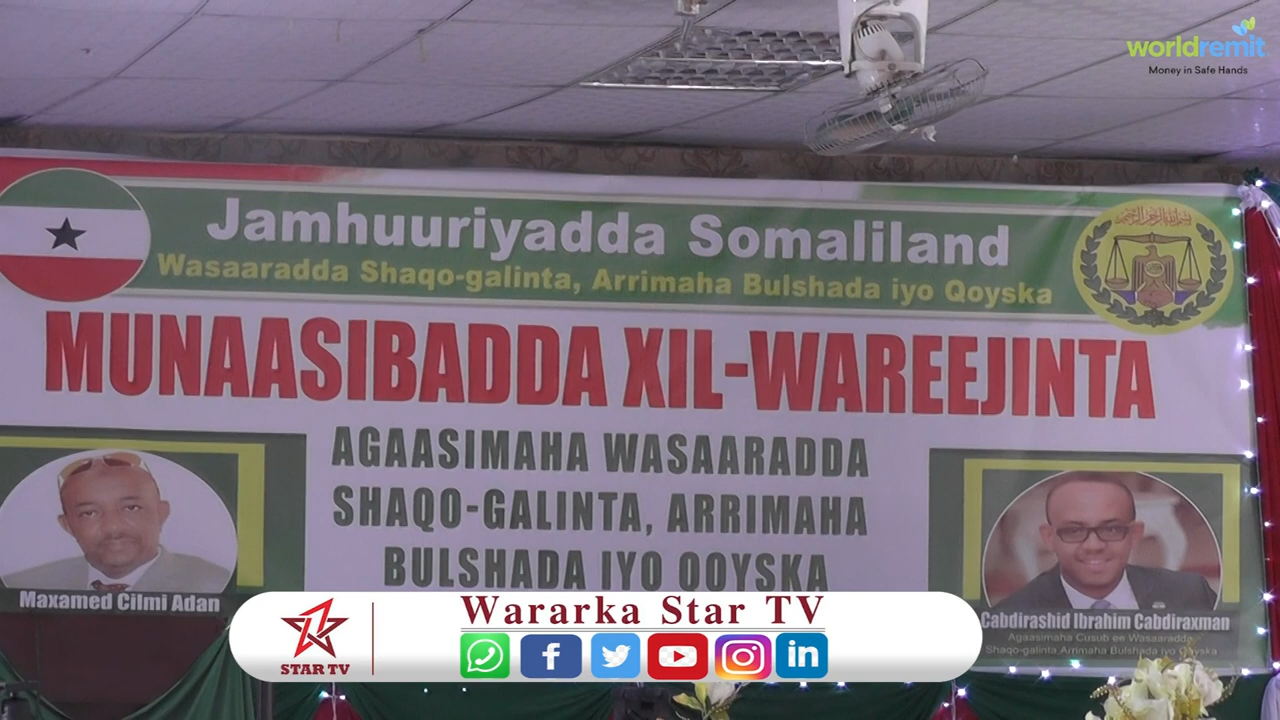 worldremit
Money in Safe Hands
Jamhuuriyadda Somaliland
Wasaaradda Shaqo-galinta, Arrimaha Bulshada iyo Qoyska
MUNAASIBADDA XIL-WAREEJINTA
AGAASIMAHA WASAARADDA
SHAQO-GALINTA, ARRIMAHA
BULSHADA IYO QOYSKA
Maxamed Cilmi Adan
Cabdirashid Ibrahim Cabdiraxman
Agaasimaha Cusub ee Wasaaradda
Shaqo-galinta, Arrimaha Bulshada iyo Qoyska
Wararka Star TV
STAR TV